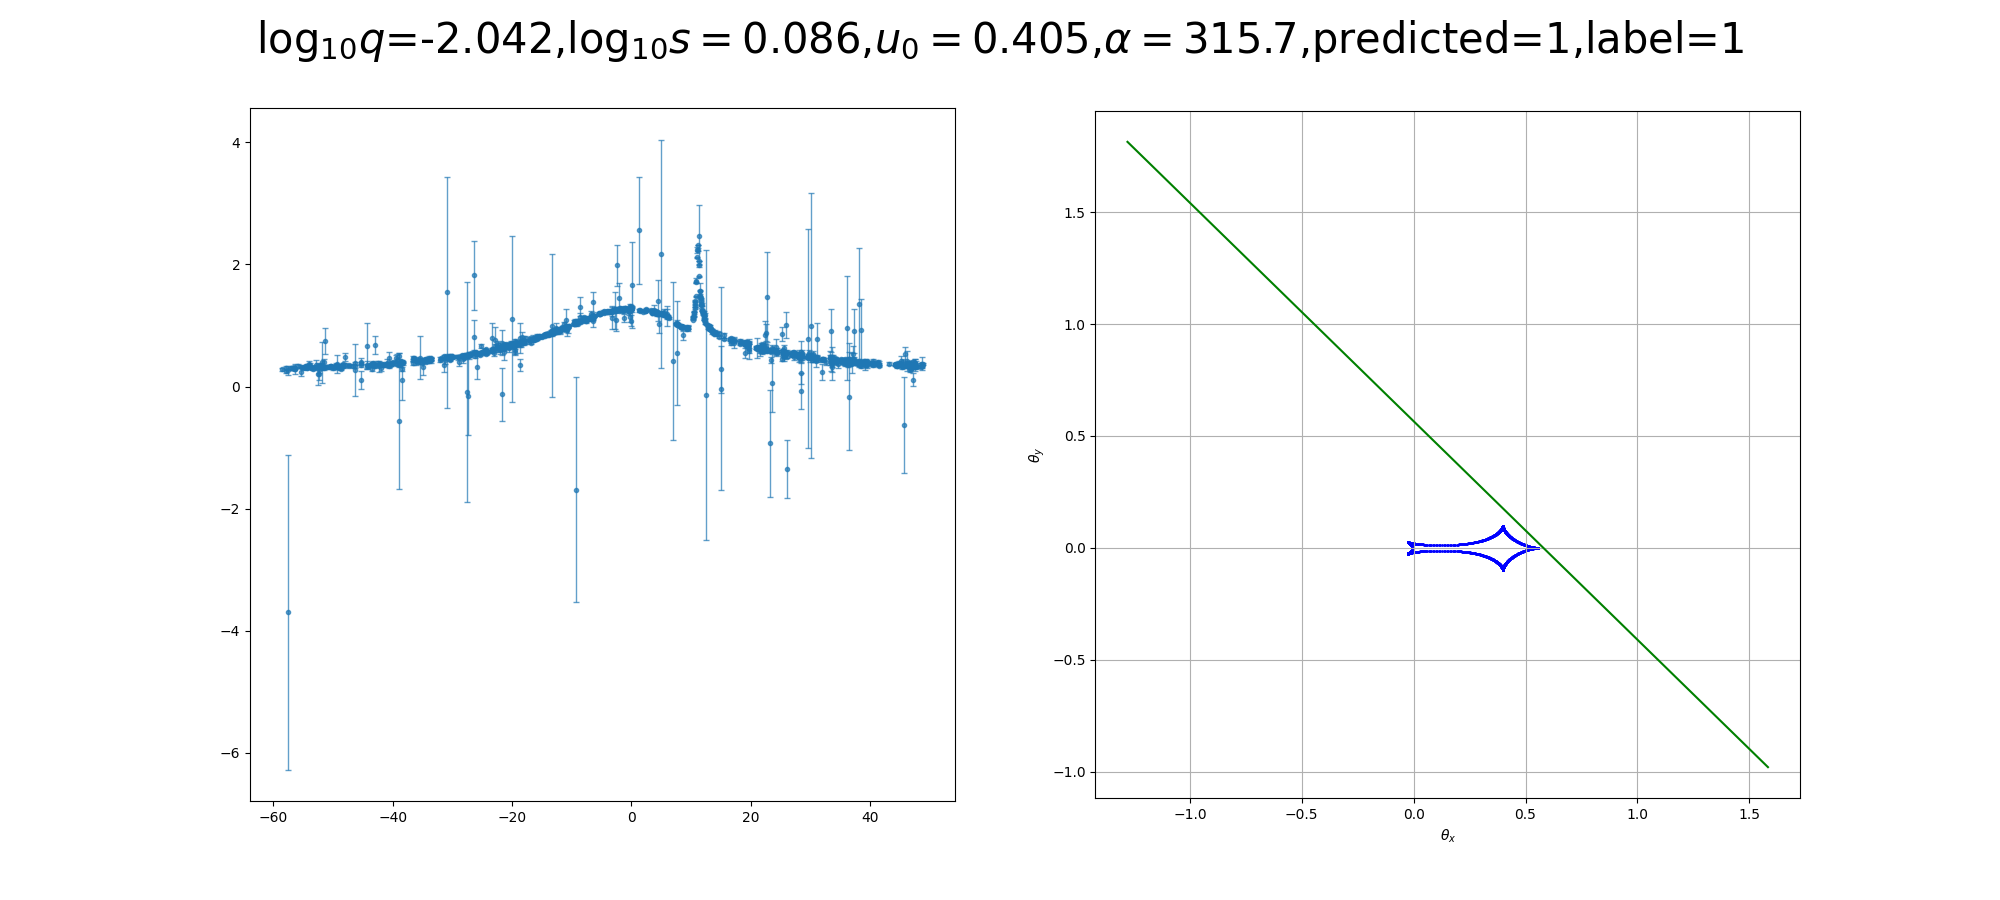 log₁₀q=-2.042,log₁₀s = 0.086,u₀ = 0.405,α = 315.7,predicted=1,label=1
4
2
0
−2
−4
−6
−60 −40 −20 0 20 40
1.5
1.0
0.5
0.0
−0.5
−1.0
θy
−1.0 −0.5 0.0 0.5 1.0 1.5
θx